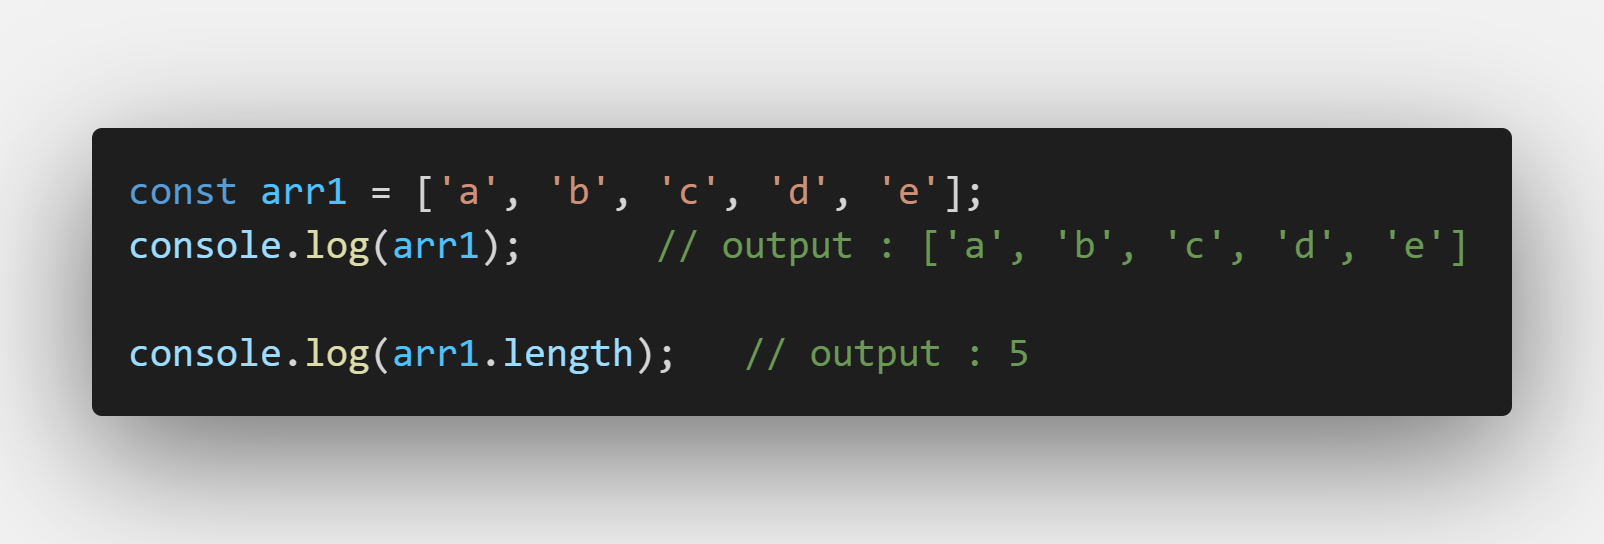 const arr1 = ['a', 'b', 'c', 'd', 'e'];
console.log(arr1); // output : ['a', 'b', 'c', 'd', 'e']
console.log(arr1.length); // output : 5